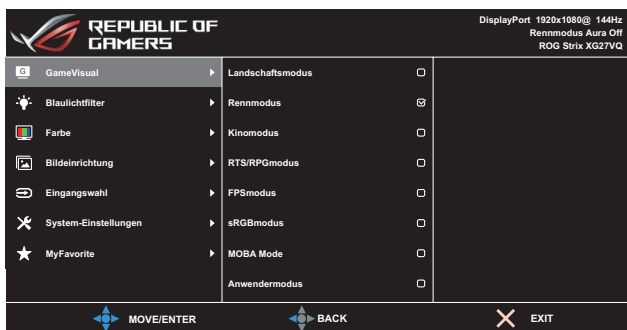 REPUBLIC OF
GAMERS
DisplayPort 1920x1080@ 144Hz
Rennmodus Aura Off
ROG Strix XG27VQ
G
GameVisual
Blaulichtfilter
Farbe
Bildeinrichtung
Eingangswahl
System-Einstellungen
MyFavorite
Landschaftsmodus
Rennmodus
Kinomodus
RTS/RPGmodus
FPSmodus
sRGBmodus
MOBA Mode
Anwendermodus
MOVE/ENTER
BACK
EXIT